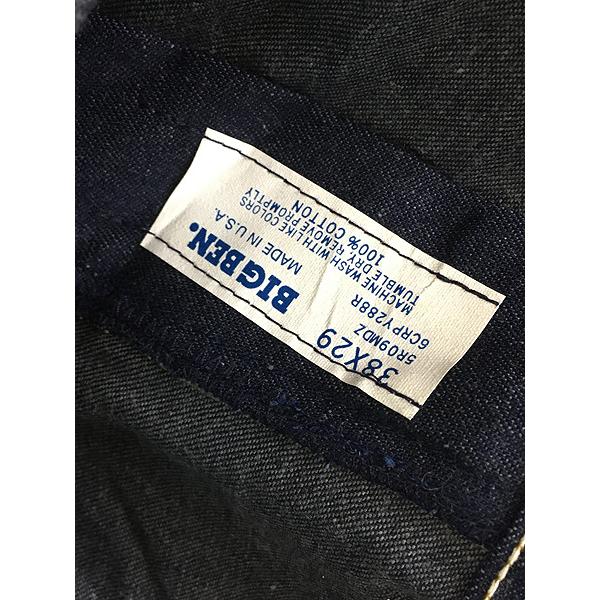 38X29
5R09MDZ
6CRPY288R
BIG BEN.
MADE IN U.S.A.
MACHINE WASH WITH LIKE COLORS
TUMBLE DRY. REMOVE PROMPTLY
100% COTTON